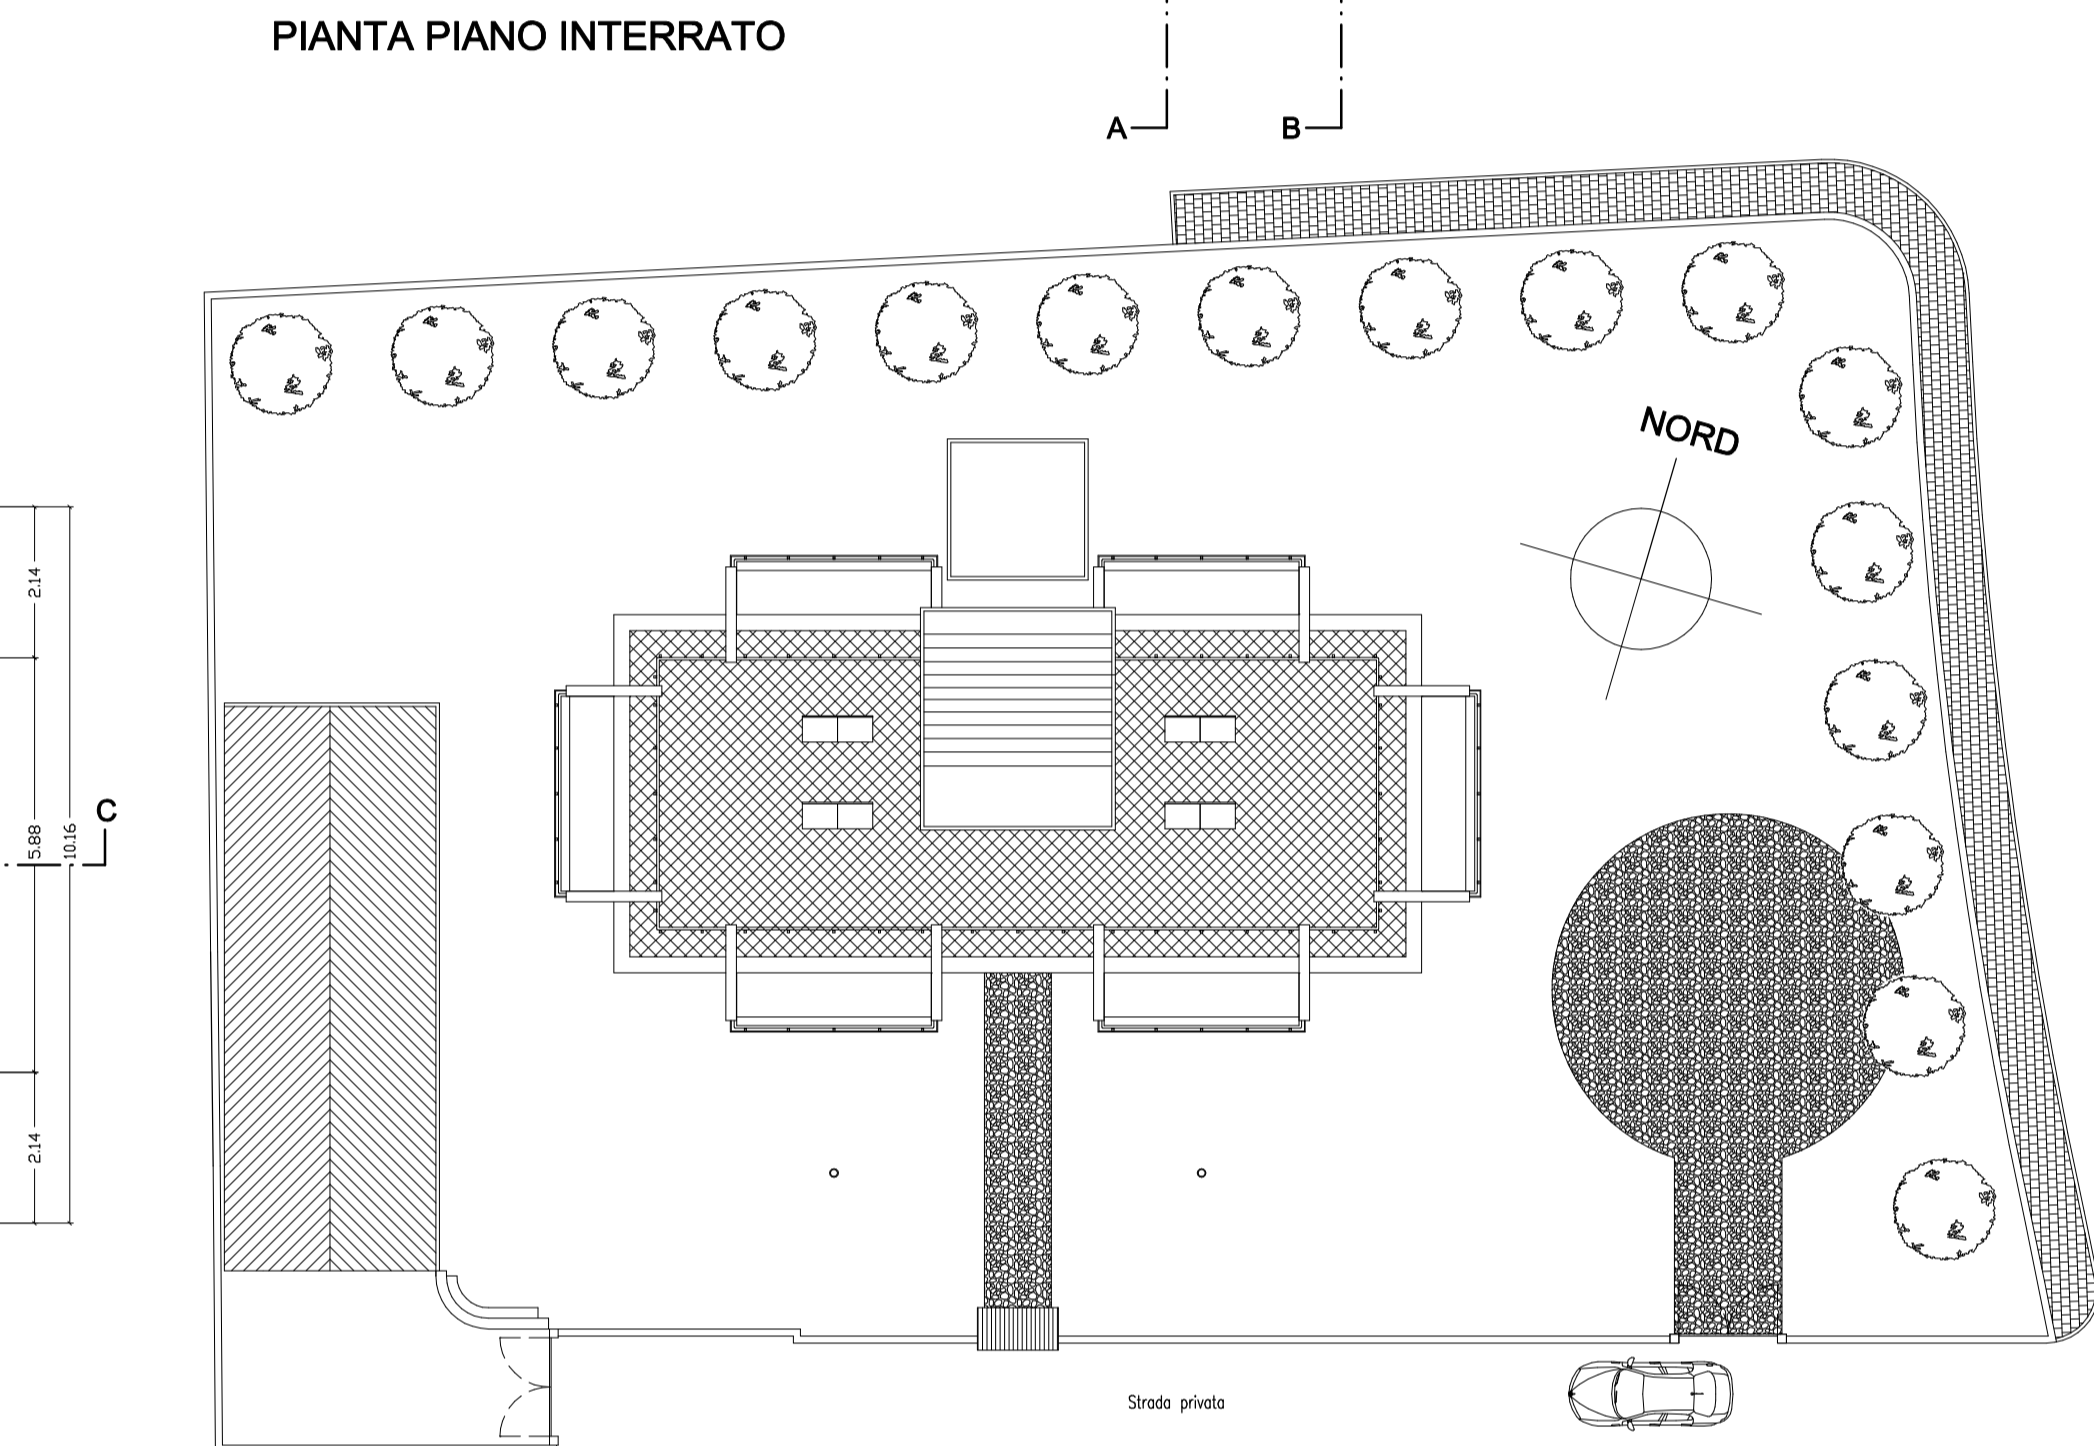 PIANTA PIANO INTERRATO
A
B
NORD
2.14
5.88
10.16
C
2.14
Strada privata